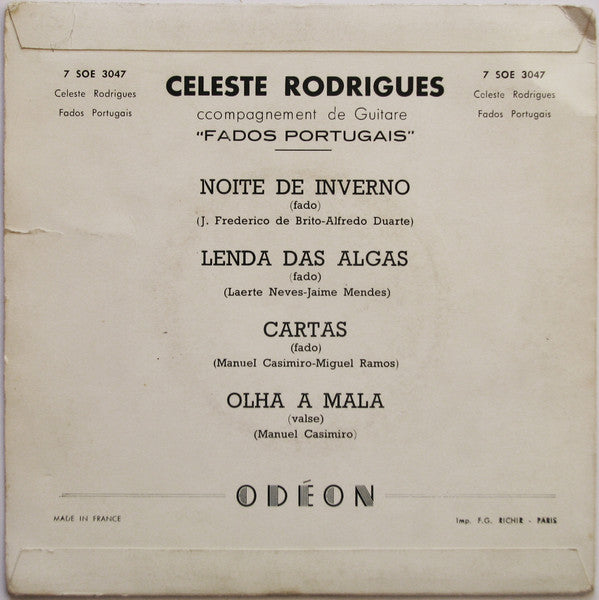 7 SOE 3047
Celeste Rodrigues
Fados Portugais
CELESTE RODRIGUES
ccompagnement de Guitare
"FADOS PORTUGAIS"
7 SOE 3047
Celeste Rodrigues
Fados Portugais
NOITE DE INVERNO
(fado)
(J. Frederico de Brito-Alfredo Duarte)
LENDA DAS ALGAS
(fado)
(Laerte Neves-Jaime Mendes)
CARTAS
(fado)
(Manuel Casimiro-Miguel Ramos)
OLHA A MALA
(valse)
(Manuel Casimiro)
ODÉON
MADE IN FRANCE
Imp. F.G. RICHIR - PARIS